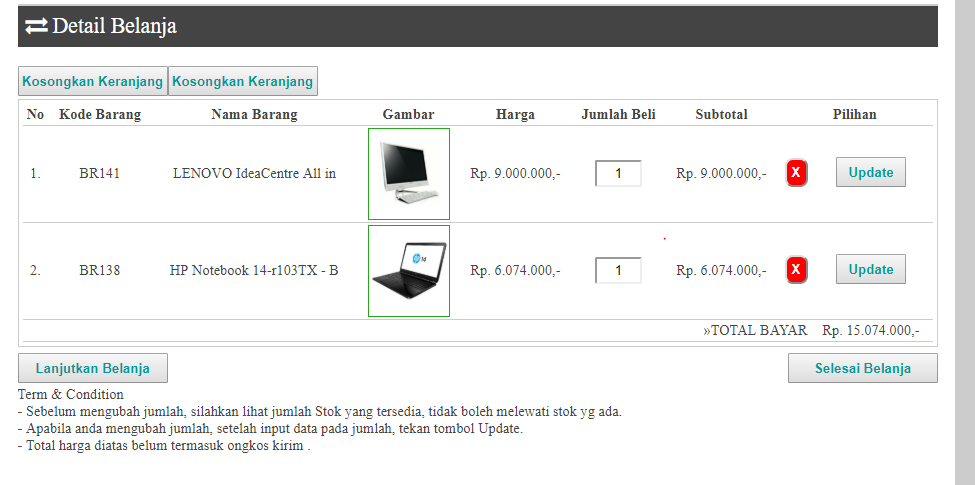 Detail Belanja
Kosongkan Keranjang Kosongkan Keranjang
No Kode Barang Nama Barang Gambar Harga Jumlah Beli Subtotal Pilihan
1. BR141 LENOVO IdeaCentre All in Rp. 9.000.000,- 1 Rp. 9.000.000,- X Update
2. BR138 HP Notebook 14-r103TX - B hp 14 Rp. 6.074.000,- 1 Rp. 6.074.000,- X Update
»TOTAL BAYAR Rp. 15.074.000,-
Lanjutkan Belanja Selesai Belanja
Term & Condition
- Sebelum mengubah jumlah, silahkan lihat jumlah Stok yang tersedia, tidak boleh melewati stok yg ada.
- Apabila anda mengubah jumlah, setelah input data pada jumlah, tekan tombol Update.
- Total harga diatas belum termasuk ongkos kirim .